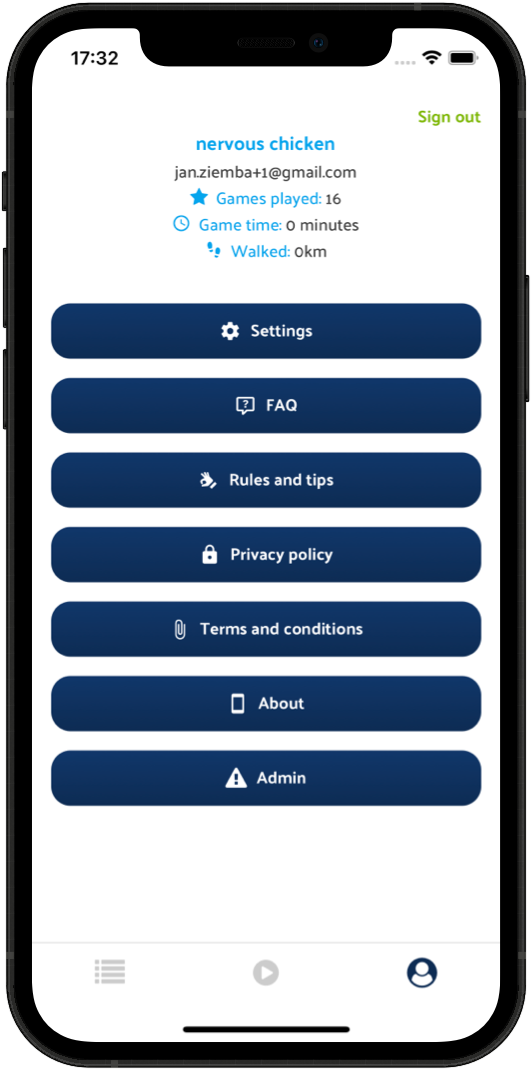 17:32
Sign out
nervous chicken
jan.ziemba+1@gmail.com
Games played: 16
Game time: 0 minutes
Walked: 0km
Settings
FAQ
Rules and tips
Privacy policy
Terms and conditions
About
Admin